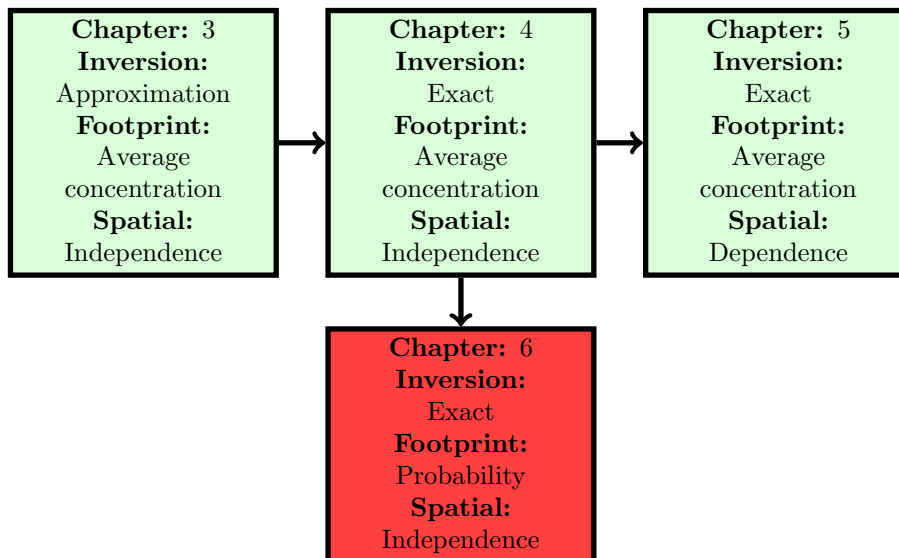 Chapter: 3
Inversion:
Approximation
Footprint:
Average
concentration
Spatial:
Independence
Chapter: 4
Inversion:
Exact
Footprint:
Average
concentration
Spatial:
Independence
Chapter: 5
Inversion:
Exact
Footprint:
Average
concentration
Spatial:
Dependence
Chapter: 6
Inversion:
Exact
Footprint:
Probability
Spatial:
Independence